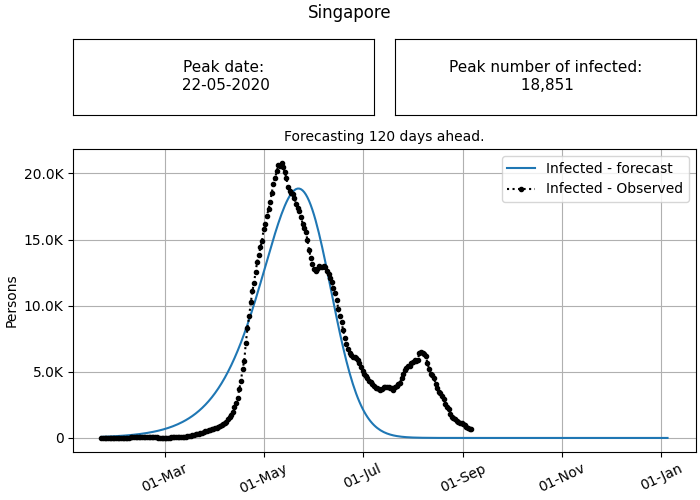 Singapore
Peak date:
22-05-2020
Peak number of infected:
18,851
Forecasting 120 days ahead.
Infected - forecast
Infected - Observed
20.0K
15.0K
10.0K
5.0K
0
Persons
01-Mar
01-May
01-Jul
01-Sep
01-Nov
01-Jan